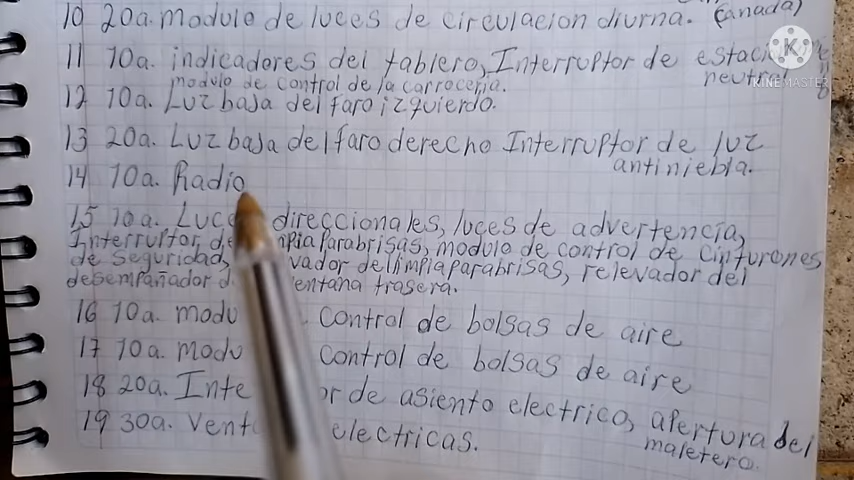 10 20a. modulo de luces de circulacion diurna. (Canada)
11 10a. indicadores del tablero, Interruptor de
neutral y
modulo de control de la carroceria.
12 10a. Luz baja del faro izquierdo.
13 20a. Luz baja del faro derecho Interruptor de luz
antiniebla.
14 10a. Radio
15 10a. direccionales, luces de advertencia,
Interruptor de parabrisas, modulo de control de cinturones
de seguridad, del limpiaparabrisas, relevador del
desempañador ventana trasera.
16 10a. control de bolsas de aire
17 10a. control de bolsas de aire
18 20a. de asiento electrico, apertura del
maletero.
19 30a. electricas.
K
KINEMASTER